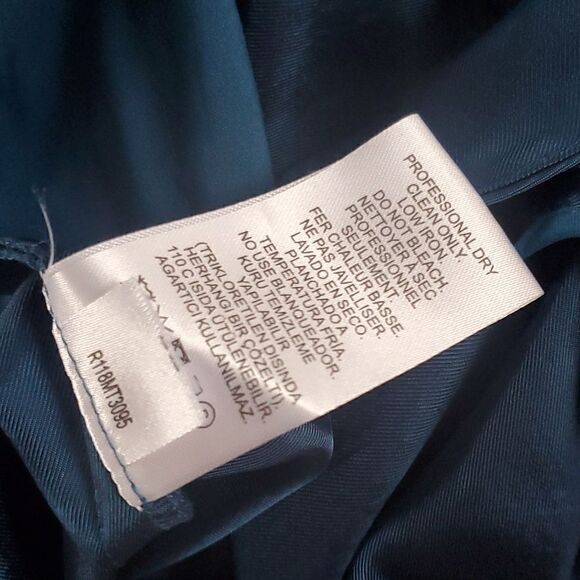 PROFESSIONAL DRY
CLEAN ONLY.
LOW IRON.
DO NOT BLEACH.
NETTOYER À SEC
PROFESSIONNEL
SEULEMENT
FER CHALEUR BASSE.
NE PAS JAVELLISER.
LAVADO EN SECO.
PLANCHADO A
TEMPERATURA FRÍA.
NO USE BLANQUEADOR.
KURU TEMIZLEME
YAPILABILIR
(TRIKLORETILEN DISINDA
HERHANGI BIR ÇÖZELTI).
110 C ISIDA ÜTÜLENEBILIR.
AGARTICI KULLANILMAZ.
R118MT3095